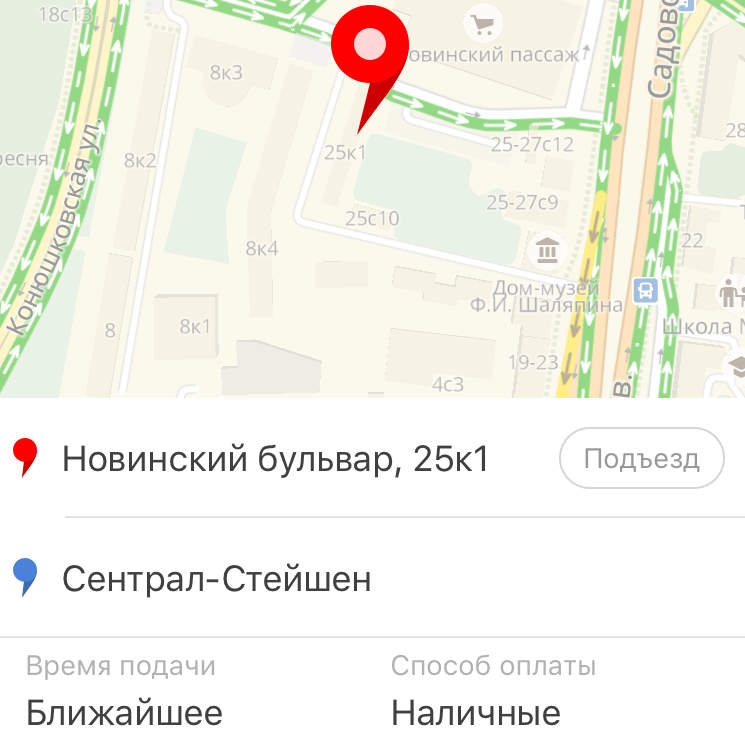 18с13
Садово
овинский пассаж
8к3
28
25-27с12
25к1
ресня
8к2
25-27с9
25с10
22
8к4
Конюшковская ул.
Дом-музей
Ф.И. Шаляпина
8
8к1
Школа №
19-23
4с3
в.
Новинский бульвар, 25к1
Подъезд
Сентрал-Стейшен
Время подачи
Способ оплаты
Ближайшее
Наличные